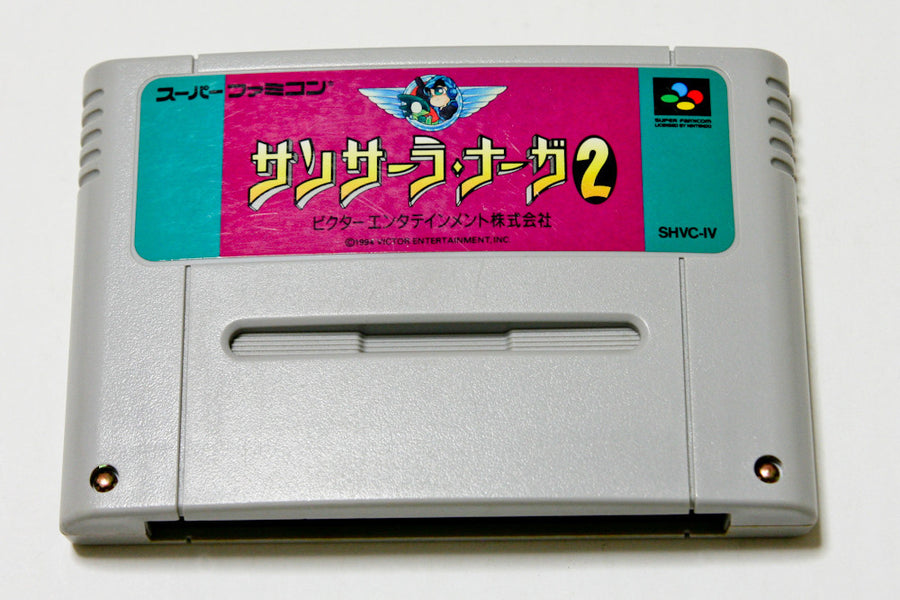 スーパーファミコン
サンサーラ・ナーガ2
ビクターエンタテインメント株式会社
©1994 VICTOR ENTERTAINMENT, INC.
SUPER FAMICOM
LICENSED BY NINTENDO
SHVC-IV